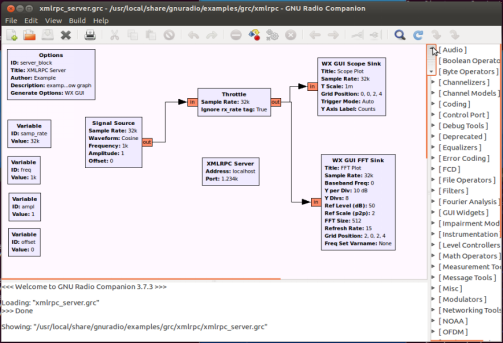 xmlrpc_server.grc - /usr/local/share/gnuradio/examples/grc/xmlrpc - GNU Radio Companion
File Edit View Build Help
Options
ID: server_block
Title: XMLRPC Server
Author: Example
Description: examp...ow graph
Generate Options: WX GUI
Variable
ID: samp_rate
Value: 32k
Variable
ID: freq
Value: 1k
Variable
ID: ampl
Value: 1
Variable
ID: offset
Value: 0
Signal Source
Sample Rate: 32k
Waveform: Cosine
Frequency: 1k
Amplitude: 1
Offset: 0
out
Throttle
Sample Rate: 32k
Ignore rx_rate tag: True
in
out
XMLRPC Server
Address: localhost
Port: 1.234k
WX GUI Scope Sink
Title: Scope Plot
Sample Rate: 32k
T Scale: 1m
Grid Position: 0, 0, 2, 4
Trigger Mode: Auto
Y Axis Label: Counts
in
WX GUI FFT Sink
Title: FFT Plot
Sample Rate: 32k
Baseband Freq: 0
Y per Div: 10 dB
Y Divs: 8
Ref Level (dB): 50
Ref Scale (p2p): 2
FFT Size: 512
Refresh Rate: 15
Grid Position: 2, 0, 2, 4
Freq Set Varname: None
in
[ Audio ]
[ Boolean Operato
[ Byte Operators ]
[ Channelizers ]
[ Channel Models ]
[ Coding ]
[ Control Port ]
[ Debug Tools ]
[ Deprecated ]
[ Equalizers ]
[ Error Coding ]
[ FCD ]
[ File Operators ]
[ Filters ]
[ Fourier Analysis ]
[ GUI Widgets ]
[ Impairment Mod
[ Instrumentation
[ Level Controllers
[ Math Operators ]
[ Measurement Too
[ Message Tools ]
[ Misc ]
[ Modulators ]
[ Networking Tools
[ NOAA ]
[ OFDM ]
<<< Welcome to GNU Radio Companion 3.7.3 >>>
Loading: "xmlrpc_server.grc"
>>> Done
Showing: "/usr/local/share/gnuradio/examples/grc/xmlrpc/xmlrpc_server.grc"